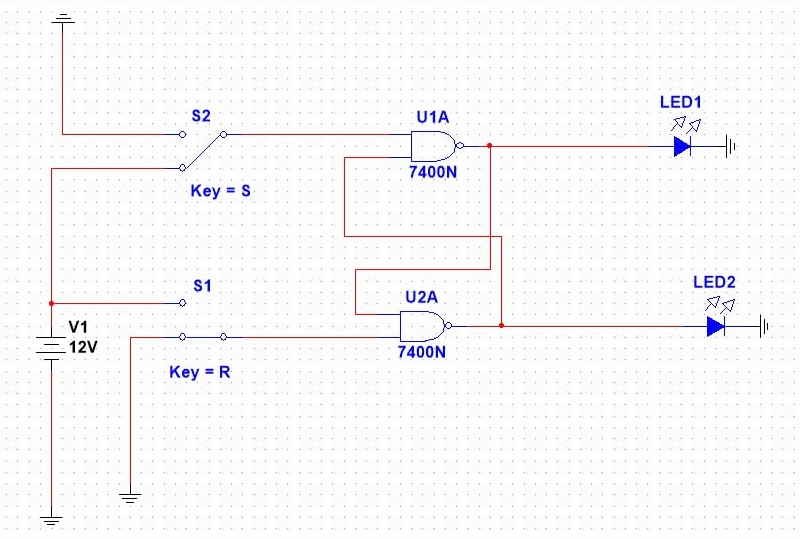 LED1
S2
U1A
7400N
Key = S
S1
U2A
LED2
V1
12V
7400N
Key = R